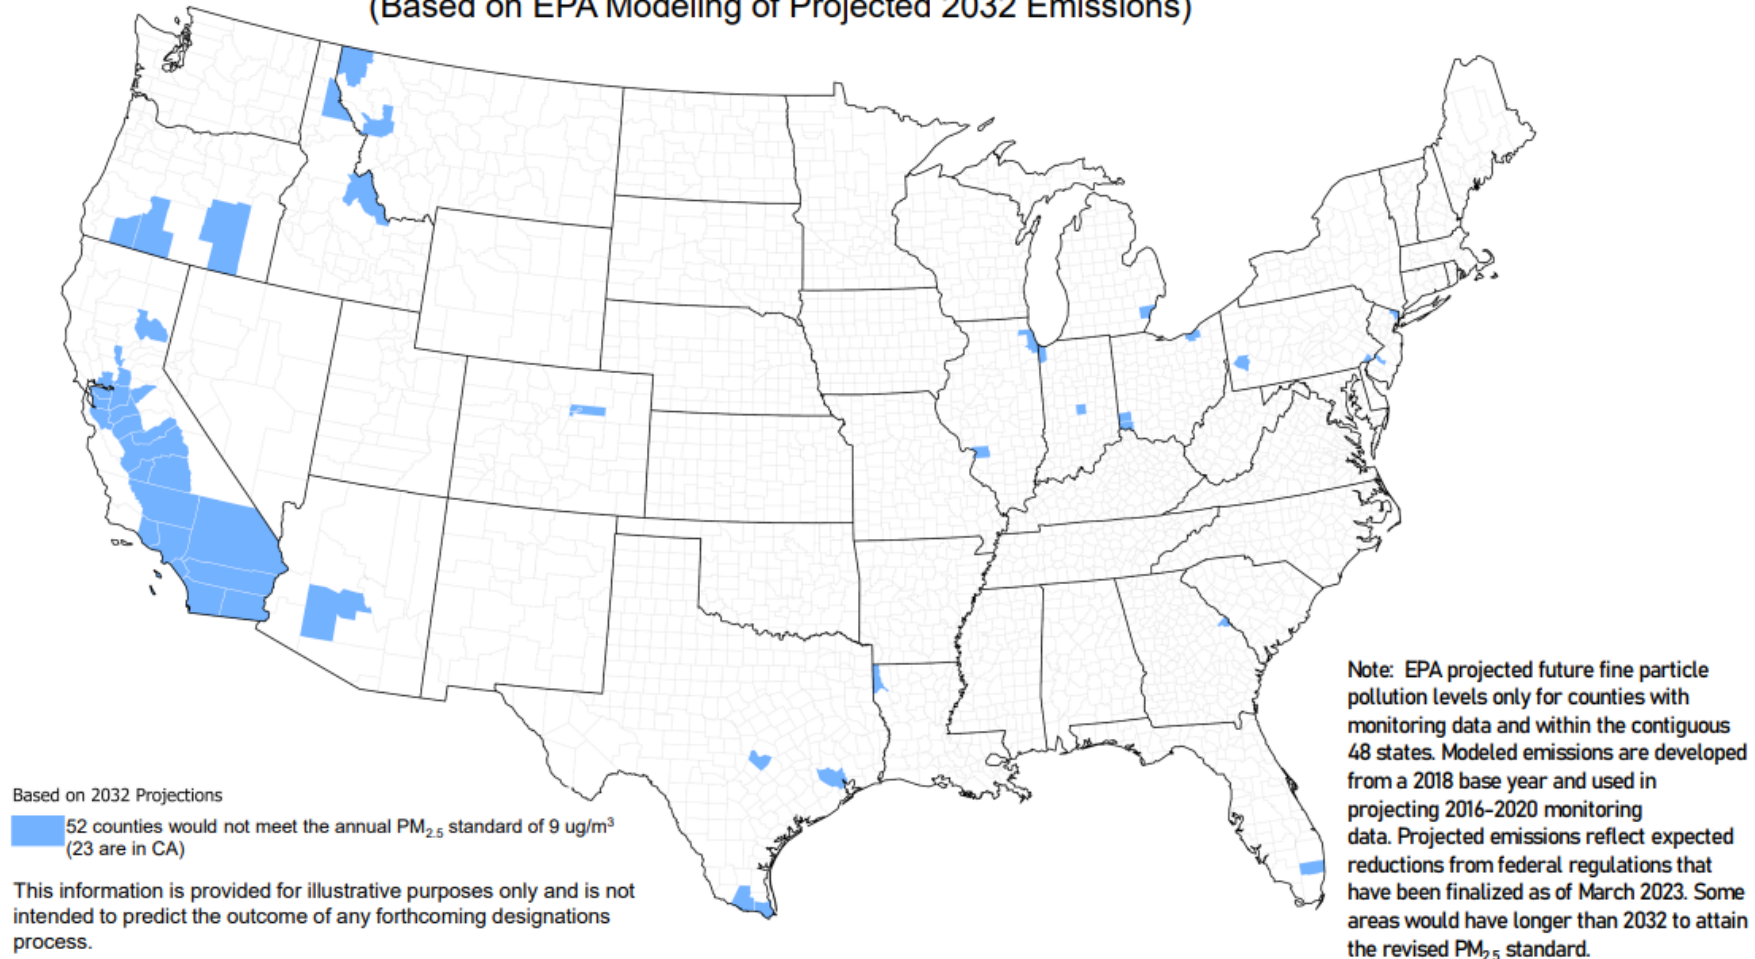 (Based on EPA Modeling of Projected 2032 Emissions)
Note: EPA projected future fine particle
pollution levels only for counties with
monitoring data and within the contiguous
48 states. Modeled emissions are developed
from a 2018 base year and used in
projecting 2016-2020 monitoring
data. Projected emissions reflect expected
reductions from federal regulations that
have been finalized as of March 2023. Some
areas would have longer than 2032 to attain
the revised PM2.5 standard.
Based on 2032 Projections
52 counties would not meet the annual PM2.5 standard of 9 ug/m3
(23 are in CA)
This information is provided for illustrative purposes only and is not
intended to predict the outcome of any forthcoming designations
process.